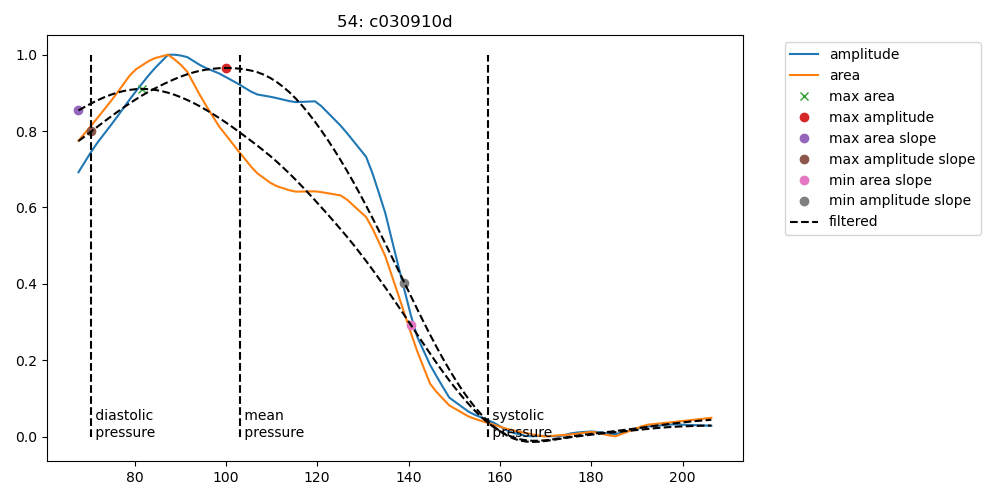 54: c030910d
1.0
0.8
0.6
0.4
0.2
0.0
80
100
120
140
160
180
200
diastolic
pressure
mean
pressure
systolic
pressure
amplitude
area
max area
max amplitude
max area slope
max amplitude slope
min area slope
min amplitude slope
filtered